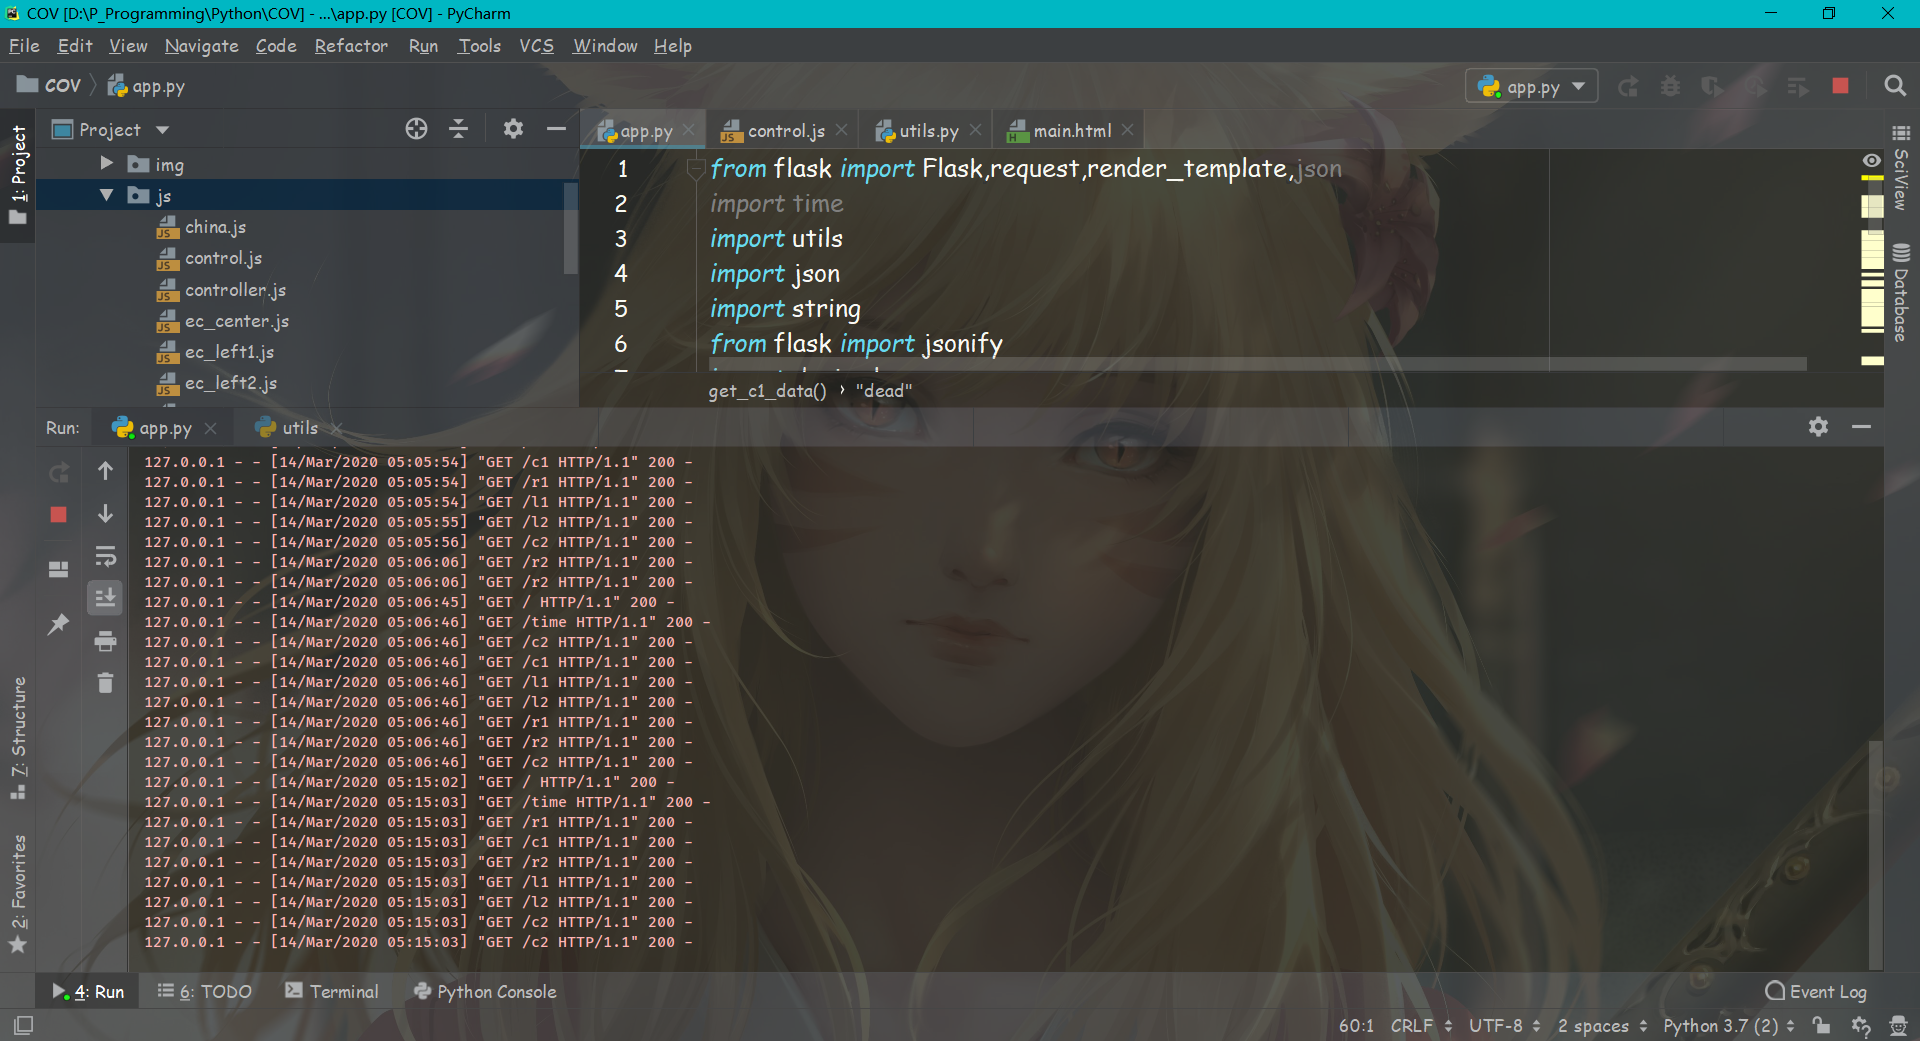 COV [D:\P_Programming\Python\COV] - ...\app.py [COV] - PyCharm
File Edit View Navigate Code Refactor Run Tools VCS Window Help
COV app.py
app.py
1: Project
Project
img
js
china.js
control.js
controller.js
ec_center.js
ec_left1.js
ec_left2.js
app.py control.js utils.py main.html
1 from flask import Flask,request,render_template,json
2 import time
3 import utils
4 import json
5 import string
6 from flask import jsonify
get_c1_data() › "dead"
SciView
Database
Run: app.py utils
127.0.0.1 - - [14/Mar/2020 05:05:54] "GET /c1 HTTP/1.1" 200 -
127.0.0.1 - - [14/Mar/2020 05:05:54] "GET /r1 HTTP/1.1" 200 -
127.0.0.1 - - [14/Mar/2020 05:05:54] "GET /l1 HTTP/1.1" 200 -
127.0.0.1 - - [14/Mar/2020 05:05:55] "GET /l2 HTTP/1.1" 200 -
127.0.0.1 - - [14/Mar/2020 05:05:56] "GET /c2 HTTP/1.1" 200 -
127.0.0.1 - - [14/Mar/2020 05:06:06] "GET /r2 HTTP/1.1" 200 -
127.0.0.1 - - [14/Mar/2020 05:06:06] "GET /r2 HTTP/1.1" 200 -
127.0.0.1 - - [14/Mar/2020 05:06:45] "GET / HTTP/1.1" 200 -
127.0.0.1 - - [14/Mar/2020 05:06:46] "GET /time HTTP/1.1" 200 -
127.0.0.1 - - [14/Mar/2020 05:06:46] "GET /c2 HTTP/1.1" 200 -
127.0.0.1 - - [14/Mar/2020 05:06:46] "GET /c1 HTTP/1.1" 200 -
127.0.0.1 - - [14/Mar/2020 05:06:46] "GET /l1 HTTP/1.1" 200 -
127.0.0.1 - - [14/Mar/2020 05:06:46] "GET /l2 HTTP/1.1" 200 -
127.0.0.1 - - [14/Mar/2020 05:06:46] "GET /r1 HTTP/1.1" 200 -
127.0.0.1 - - [14/Mar/2020 05:06:46] "GET /r2 HTTP/1.1" 200 -
127.0.0.1 - - [14/Mar/2020 05:06:46] "GET /c2 HTTP/1.1" 200 -
127.0.0.1 - - [14/Mar/2020 05:15:02] "GET / HTTP/1.1" 200 -
127.0.0.1 - - [14/Mar/2020 05:15:03] "GET /time HTTP/1.1" 200 -
127.0.0.1 - - [14/Mar/2020 05:15:03] "GET /r1 HTTP/1.1" 200 -
127.0.0.1 - - [14/Mar/2020 05:15:03] "GET /c1 HTTP/1.1" 200 -
127.0.0.1 - - [14/Mar/2020 05:15:03] "GET /r2 HTTP/1.1" 200 -
127.0.0.1 - - [14/Mar/2020 05:15:03] "GET /l1 HTTP/1.1" 200 -
127.0.0.1 - - [14/Mar/2020 05:15:03] "GET /l2 HTTP/1.1" 200 -
127.0.0.1 - - [14/Mar/2020 05:15:03] "GET /c2 HTTP/1.1" 200 -
127.0.0.1 - - [14/Mar/2020 05:15:03] "GET /c2 HTTP/1.1" 200 -
7: Structure
2: Favorites
4: Run 6: TODO Terminal Python Console Event Log
60:1 CRLF UTF-8 2 spaces Python 3.7 (2)